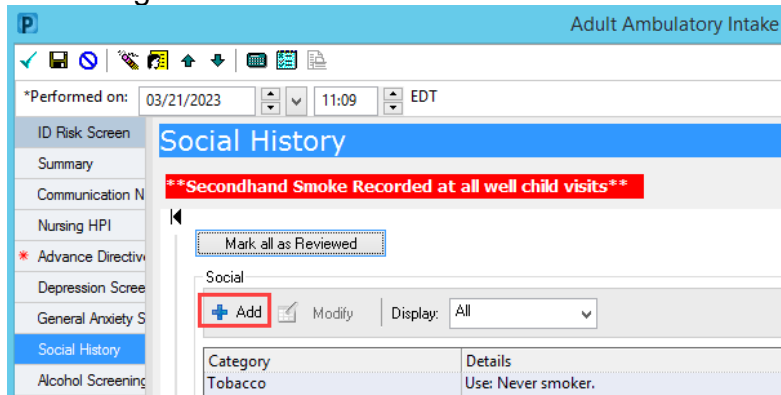 P Adult Ambulatory Intake
*Performed on: 03/21/2023 11:09 EDT
ID Risk Screen
Social History
Summary
**Secondhand Smoke Recorded at all well child visits**
Communication N
Nursing HPI
Mark all as Reviewed
* Advance Directiv
Depression Scree
Social
General Anxiety S
Add Modify Display: All
Social History
Category Details
Alcohol Screening
Tobacco Use: Never smoker.